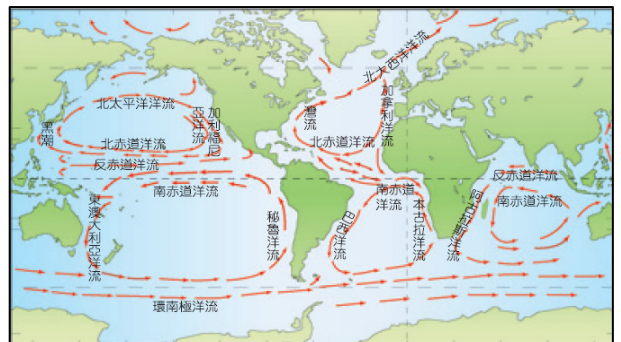 北大西洋洋流
北太平洋洋流
加利福尼
亞洋流
灣流
加拿利洋流
黑潮
北赤道洋流
北赤道洋流
反赤道洋流
反赤道洋流
南赤道洋流
南赤道
洋流
南赤道洋流
東澳大利亞洋流
秘魯洋流
巴西洋流
本古拉洋流
阿古拉斯洋流
環南極洋流